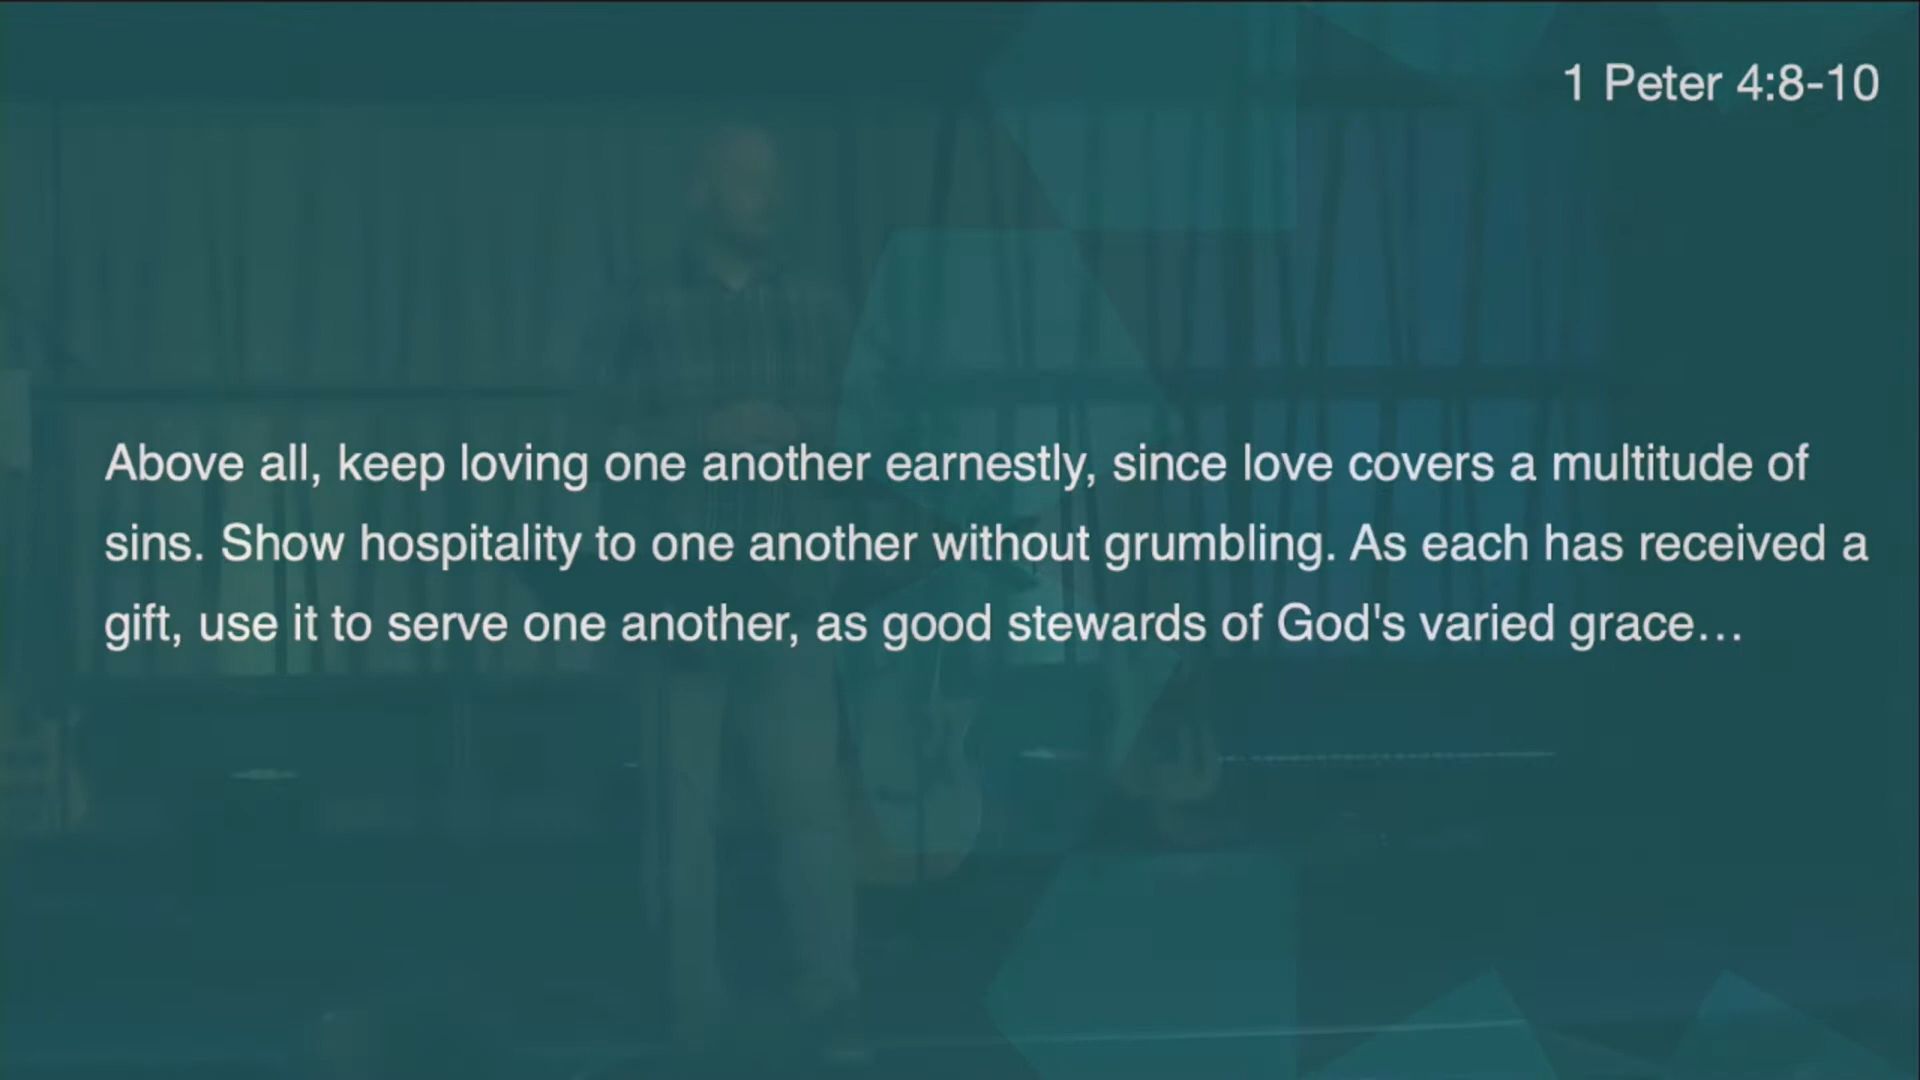 1 Peter 4:8-10
Above all, keep loving one another earnestly, since love covers a multitude of
sins. Show hospitality to one another without grumbling. As each has received a
gift, use it to serve one another, as good stewards of God's varied grace…